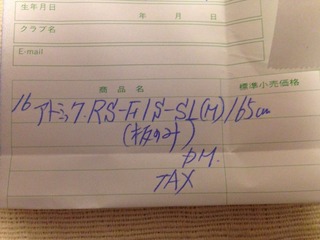 生年月日
年 月 日
クラブ名
E-mail
商品名 標準小売価格
16 アトミック.RS-FIS-SL(M) 165cm
(板のみ)
DM.
TAX